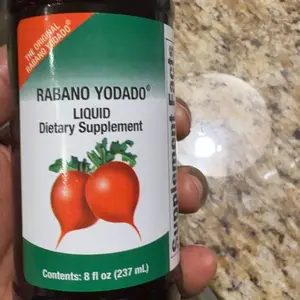 THE ORIGINAL
RABANO YODADO®
RABANO YODADO®
LIQUID
Dietary Supplement
Contents: 8 fl oz (237 mL)
Supplement Facts